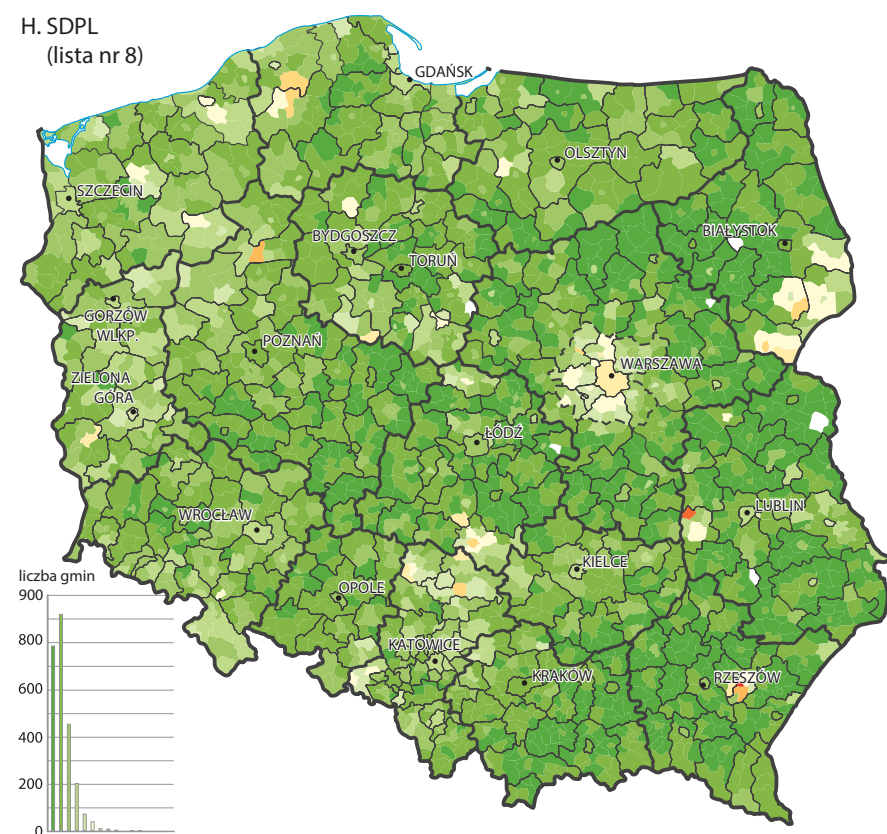 H. SDPL
(lista nr 8)
GDAŃSK
OLSZTYN
SZCZECIN
BIAŁYSTOK
BYDGOSZCZ
TORUŃ
GORZÓW
WLKP.
POZNAŃ
WARSZAWA
ZIELONA
GÓRA
ŁÓDŹ
WROCŁAW
LUBLIN
KIELCE
OPOLE
KATOWICE
KRAKÓW
RZESZÓW
liczba gmin
900
800
600
400
200
0